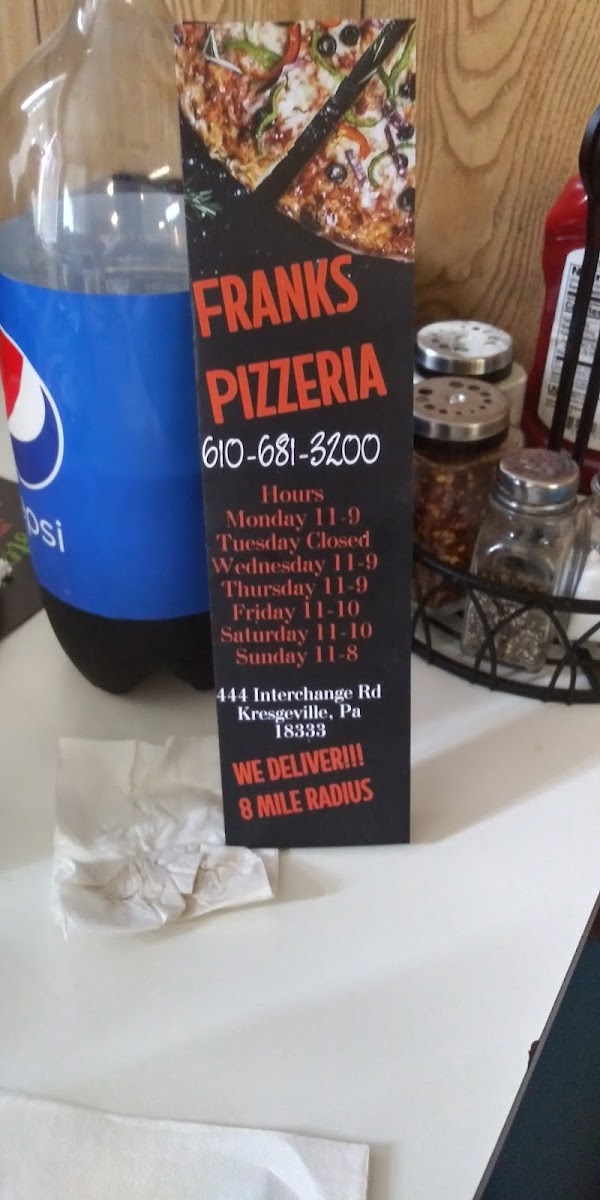 FRANKS
PIZZERIA
610-681-3200
Hours
Monday 11-9
Tuesday Closed
Wednesday 11-9
Thursday 11-9
Friday 11-10
Saturday 11-10
Sunday 11-8
444 Interchange Rd
Kresgeville, Pa
18333
WE DELIVER!!!
8 MILE RADIUS
psi